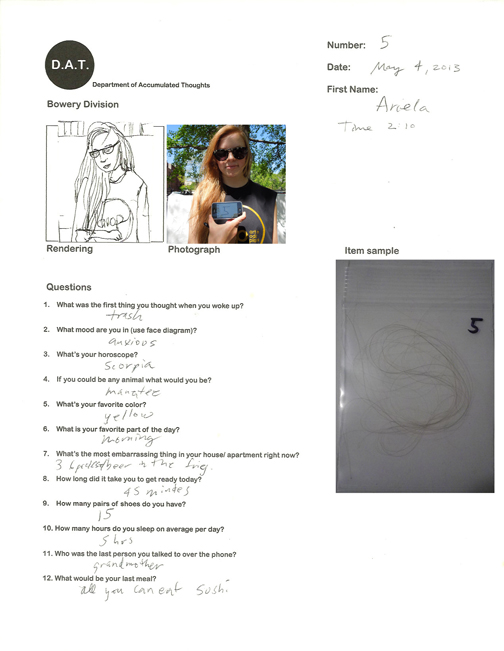 D.A.T.
Department of Accumulated Thoughts
Bowery Division
Number: 5
Date: May 4, 2013
First Name:
Time 2:10
Rendering
Photograph
Item sample
5
Questions
1. What was the first thing you thought when you woke up?
trash
2. What mood are you in (use face diagram)?
anxious
3. What's your horoscope?
Scorpio
4. If you could be any animal what would you be?
manatee
5. What's your favorite color?
yellow
6. What is your favorite part of the day?
morning
7. What's the most embarrassing thing in your house/ apartment right now?
3 the frig.
8. How long did it take you to get ready today?
45 mintes
9. How many pairs of shoes do you have?
15
10. How many hours do you sleep on average per day?
5 hrs
11. Who was the last person you talked to over the phone?
grandmother
12. What would be your last meal?
all you can eat sushi